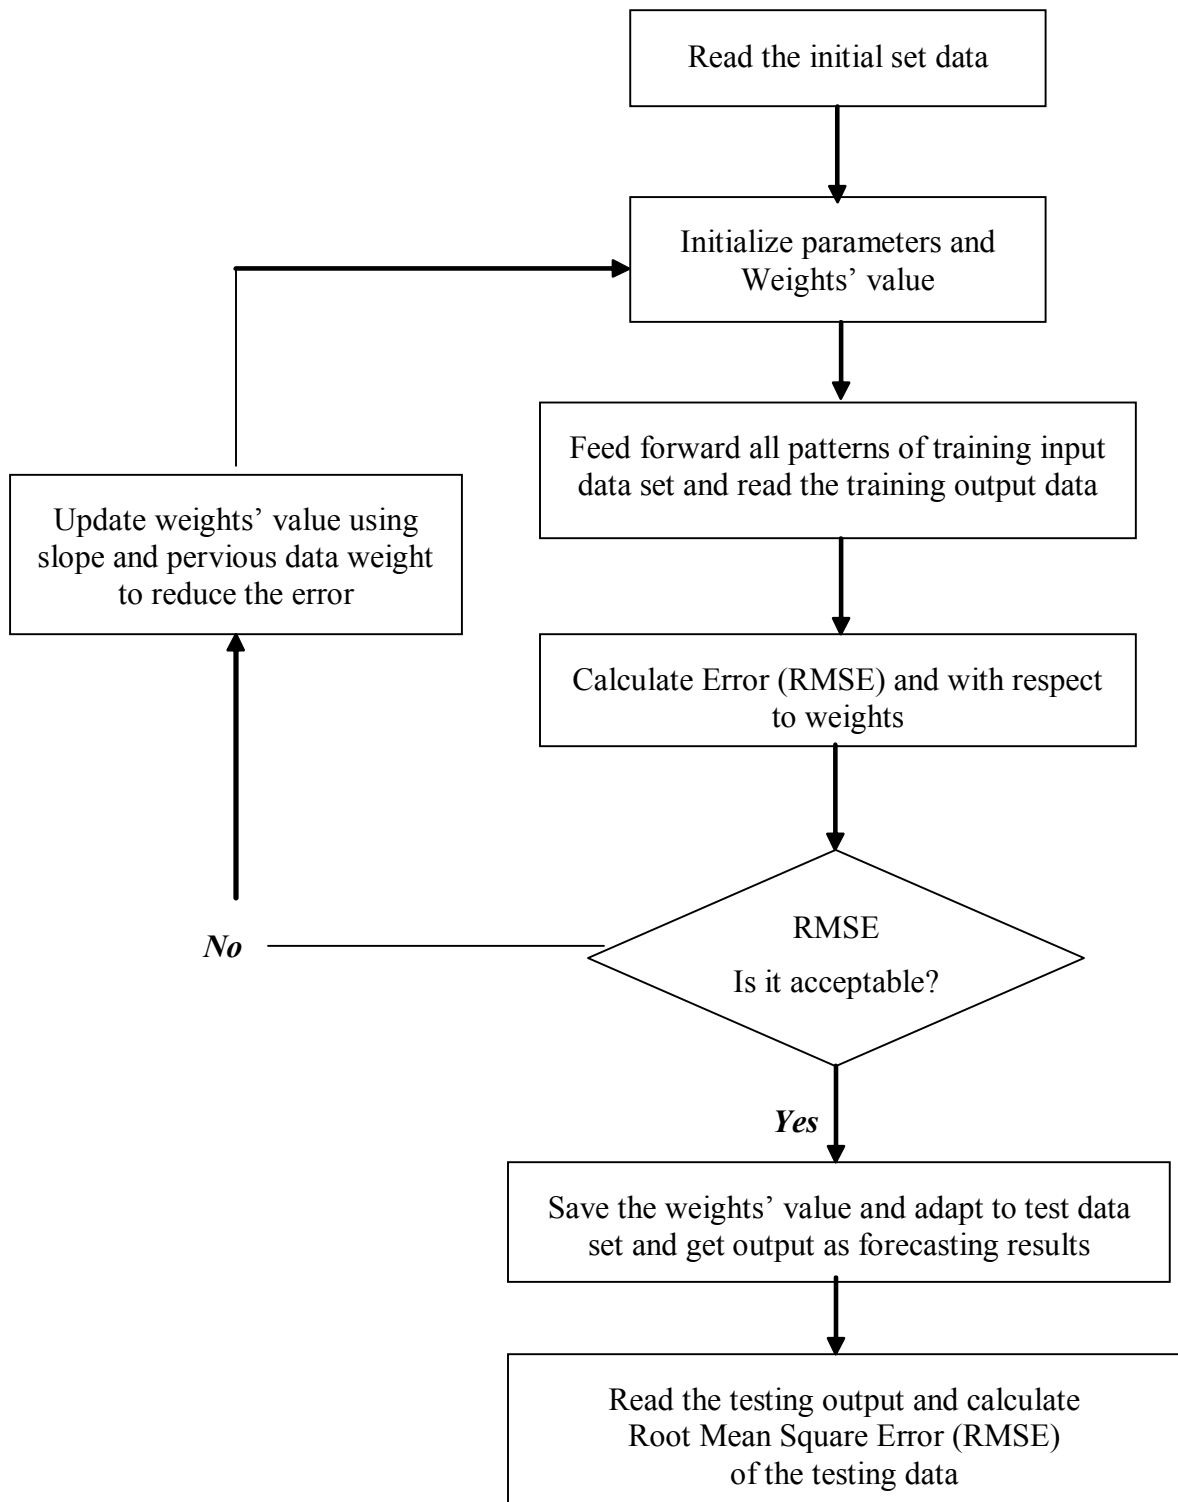 Read the initial set data
Initialize parameters and
Weights’ value
Feed forward all patterns of training input
data set and read the training output data
Update weights’ value using
slope and pervious data weight
to reduce the error
Calculate Error (RMSE) and with respect
to weights
RMSE
Is it acceptable?
No
Yes
Save the weights’ value and adapt to test data
set and get output as forecasting results
Read the testing output and calculate
Root Mean Square Error (RMSE)
of the testing data